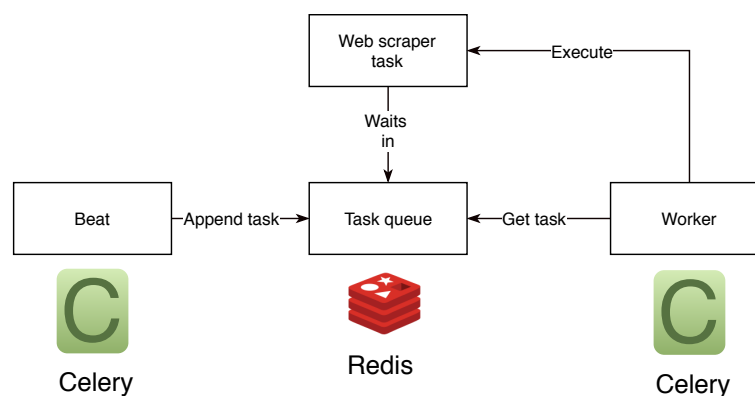 Web scraper
task
Execute
Waits
in
Beat
Append task
Task queue
Get task
Worker
C
C
Redis
Celery
Celery